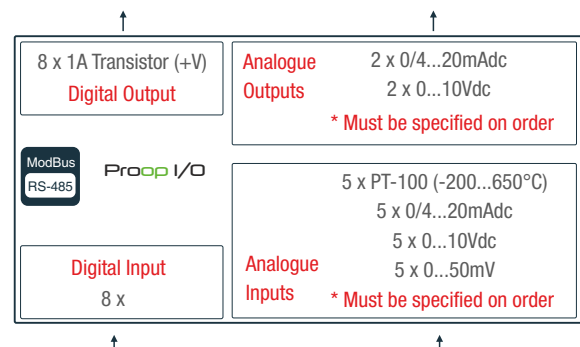 8 x 1A Transistor (+V)
Digital Output
Analogue
Outputs
2 x 0/4...20mAdc
2 x 0...10Vdc
* Must be specified on order
ModBus
RS-485
Proop I/O
Digital Input
8 x
Analogue
Inputs
5 x PT-100 (-200...650°C)
5 x 0/4...20mAdc
5 x 0...10Vdc
5 x 0...50mV
* Must be specified on order